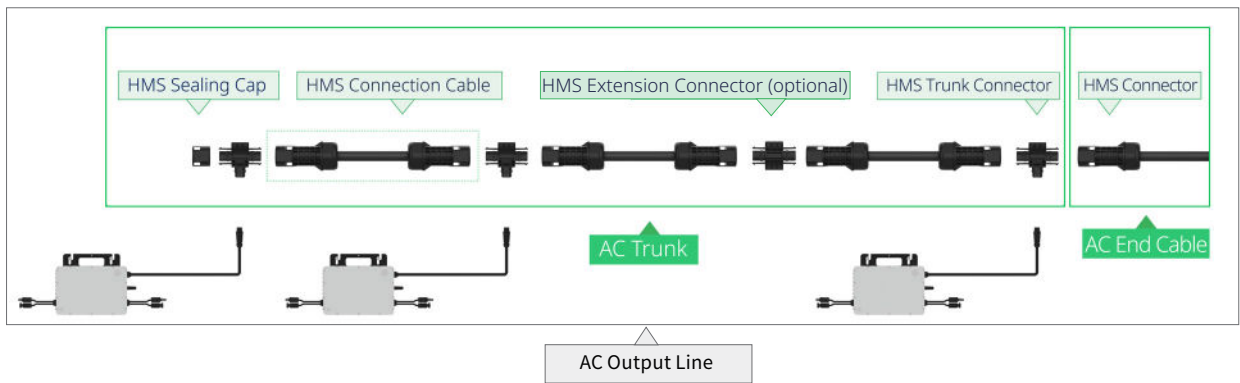 HMS Sealing Cap
HMS Connection Cable
HMS Extension Connector (optional)
HMS Trunk Connector
HMS Connector
AC Trunk
AC End Cable
AC Output Line